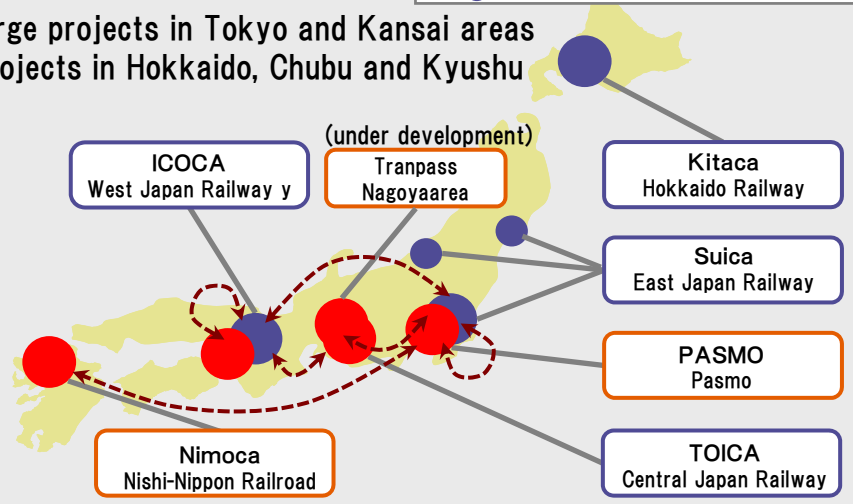 rge projects in Tokyo and Kansai areas
ojects in Hokkaido, Chubu and Kyushu
(under development)
ICOCA
West Japan Railway y
Tranpass
Nagoyaarea
Kitaca
Hokkaido Railway
Suica
East Japan Railway
PASMO
Pasmo
TOICA
Central Japan Railway
Nimoca
Nishi-Nippon Railroad